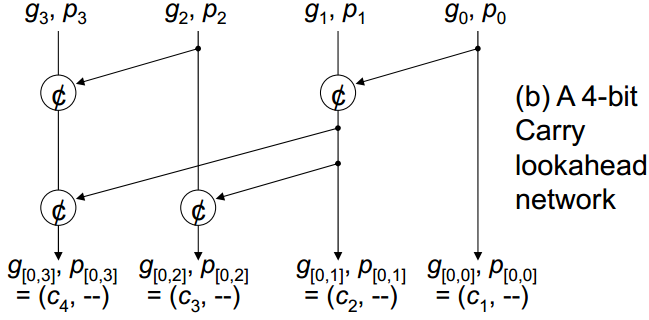 g3, p3 g2, p2 g1, p1 g0, p0
¢ ¢
(b) A 4-bit
Carry
lookahead
network
¢ ¢
g[0,3], p[0,3] g[0,2], p[0,2] g[0,1], p[0,1] g[0,0], p[0,0]
= (c4, --) = (c3, --) = (c2, --) = (c1, --)